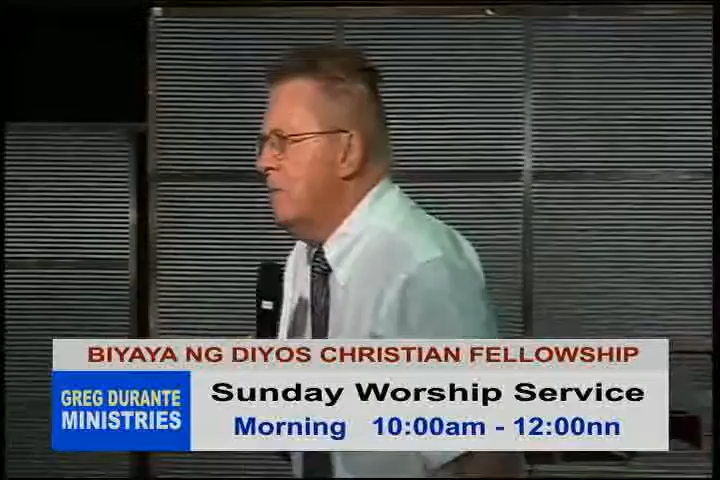 BIYAYA NG DIYOS CHRISTIAN FELLOWSHIP
GREG DURANTE
MINISTRIES
Sunday Worship Service
Morning 10:00am - 12:00nn